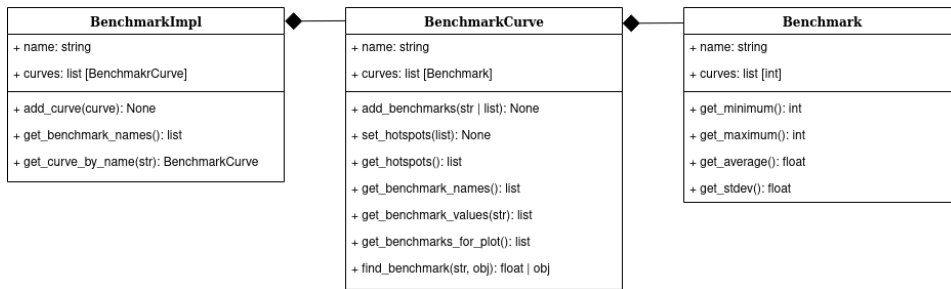 BenchmarkImpl
+ name: string
+ curves: list [BenchmakrCurve]
+ add_curve(curve): None
+ get_benchmark_names(): list
+ get_curve_by_name(str): BenchmarkCurve
BenchmarkCurve
+ name: string
+ curves: list [Benchmark]
+ add_benchmarks(str | list): None
+ set_hotspots(list): None
+ get_hotspots(): list
+ get_benchmark_names(): list
+ get_benchmark_values(str): list
+ get_benchmarks_for_plot(): list
+ find_benchmark(str, obj): float | obj
Benchmark
+ name: string
+ curves: list [int]
+ get_minimum(): int
+ get_maximum(): int
+ get_average(): float
+ get_stdev(): float